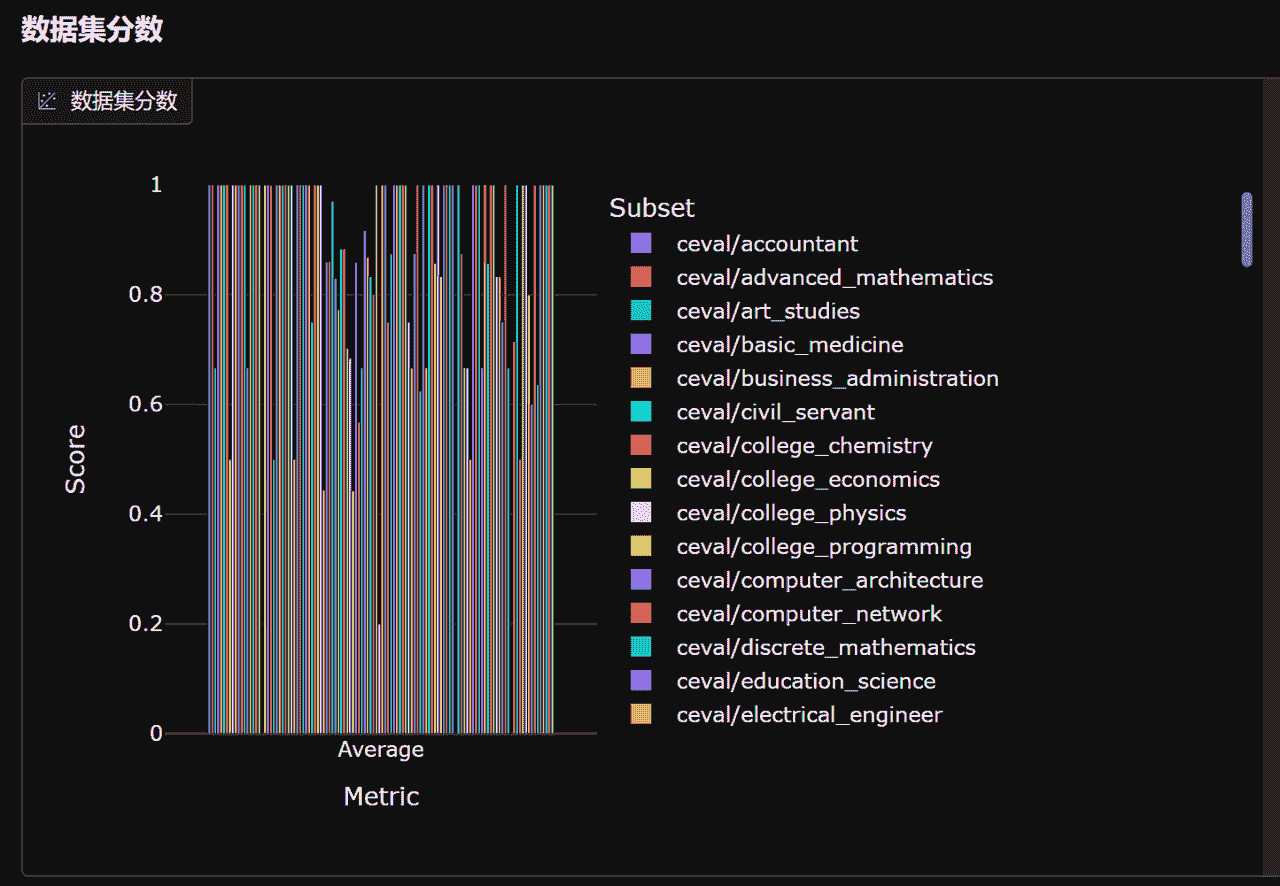 数据集分数
数据集分数
1
0.8
0.6
0.4
0.2
0
Score
Average
Metric
Subset
ceval/accountant
ceval/advanced_mathematics
ceval/art_studies
ceval/basic_medicine
ceval/business_administration
ceval/civil_servant
ceval/college_chemistry
ceval/college_economics
ceval/college_physics
ceval/college_programming
ceval/computer_architecture
ceval/computer_network
ceval/discrete_mathematics
ceval/education_science
ceval/electrical_engineer